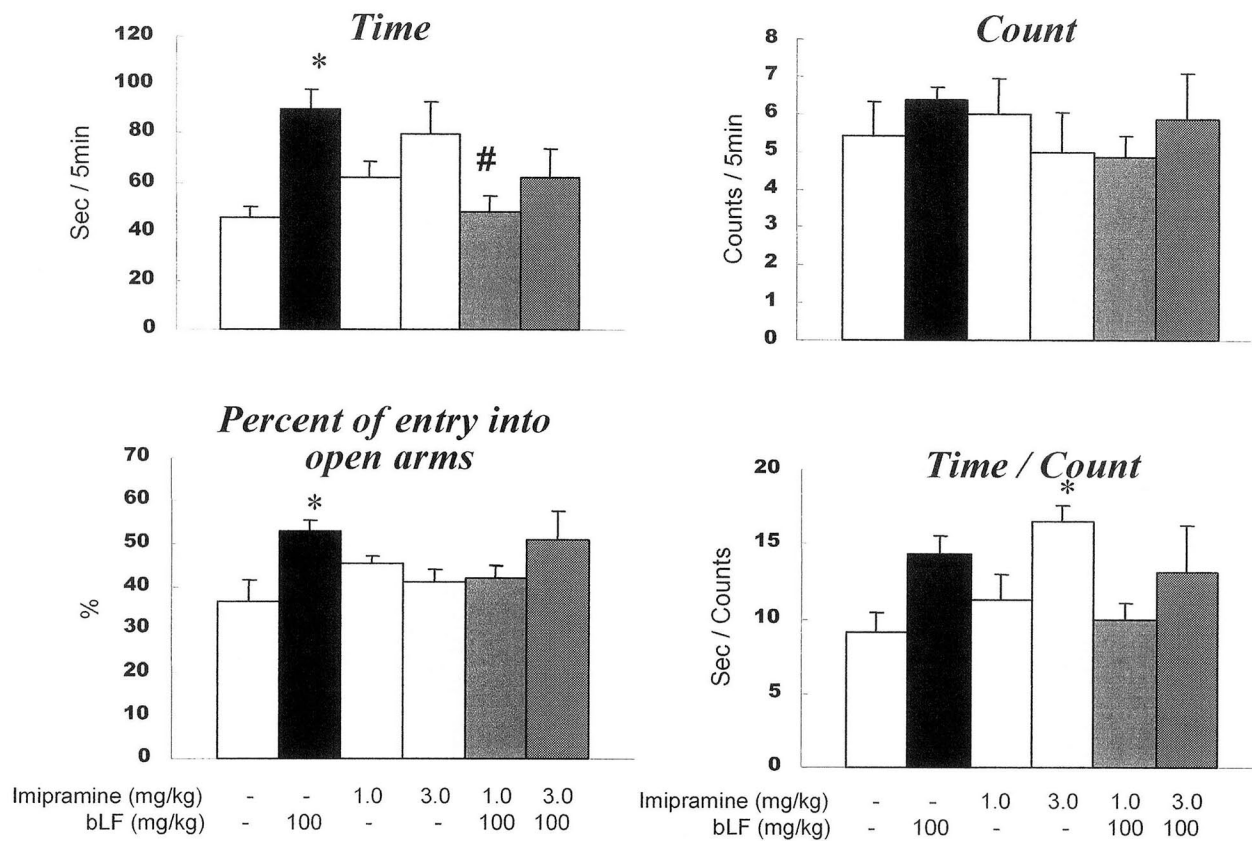 Time
120
100
80
60
40
20
0
Sec / 5min
*
#
Count
8
7
6
5
4
3
2
1
0
Counts / 5min
Percent of entry into
open arms
70
60
50
40
30
20
10
0
%
*
Imipramine (mg/kg) - - 1.0 3.0 1.0 3.0
bLF (mg/kg) - 100 - - 100 100
Time / Count
20
15
10
5
0
Sec / Counts
*
Imipramine (mg/kg) - - 1.0 3.0 1.0 3.0
bLF (mg/kg) - 100 - - 100 100